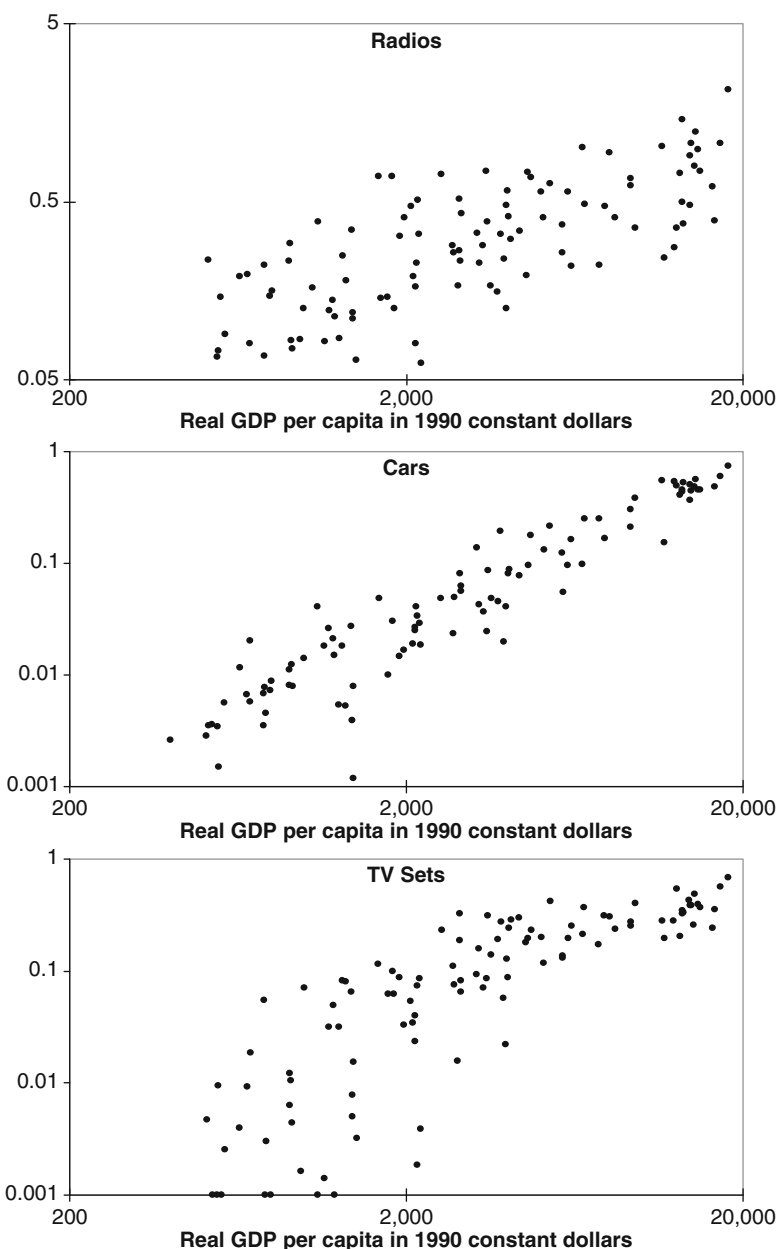 5
Radios
0.5
0.05
200 2,000 20,000
Real GDP per capita in 1990 constant dollars
1
Cars
0.1
0.01
0.001
200 2,000 20,000
Real GDP per capita in 1990 constant dollars
1
TV Sets
0.1
0.01
0.001
200 2,000 20,000
Real GDP per capita in 1990 constant dollars